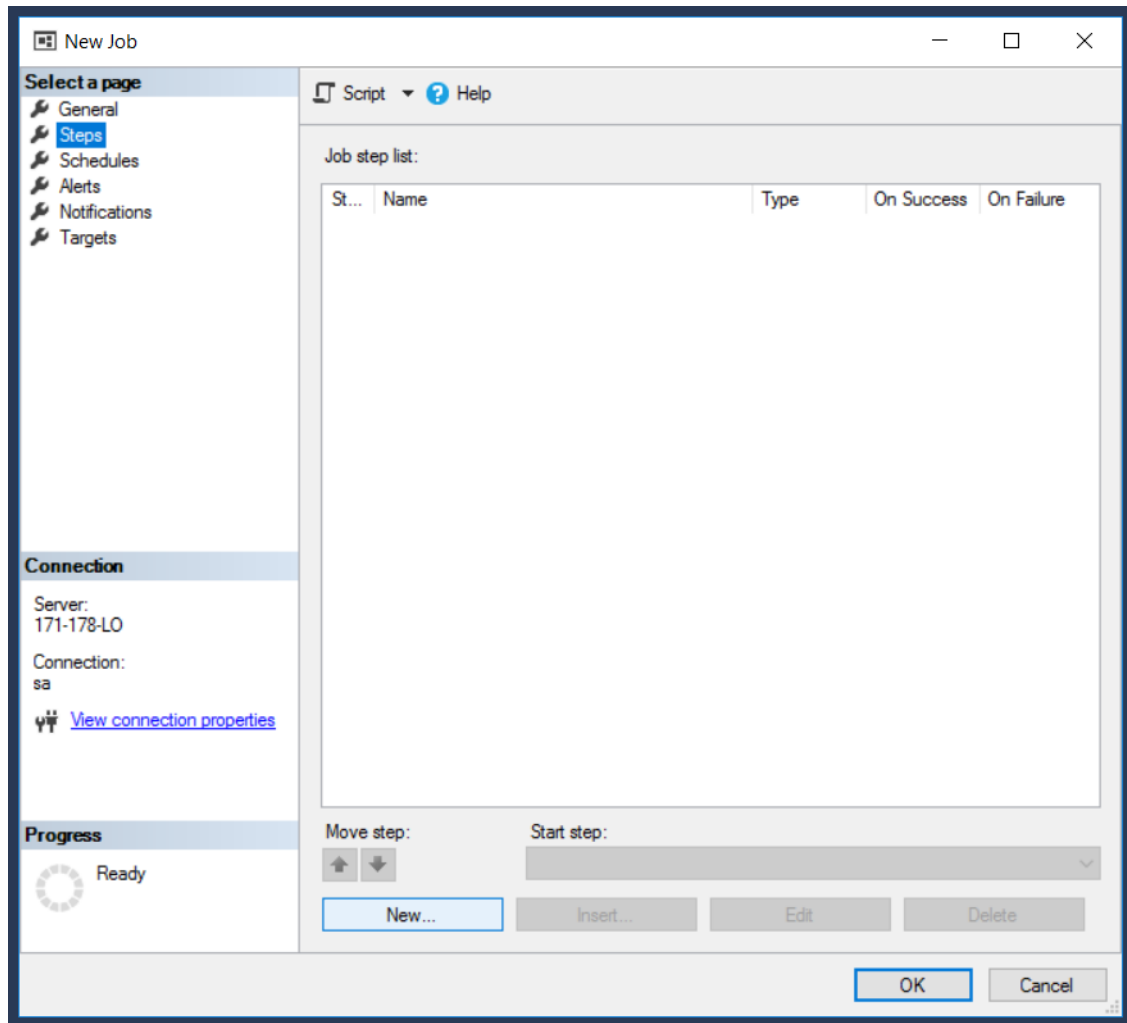 New Job
Select a page
General
Steps
Schedules
Alerts
Notifications
Targets
Connection
Server:
171-178-LO
Connection:
sa
View connection properties
Progress
Ready
Script
Help
Job step list:
St... Name Type On Success On Failure
Move step: Start step:
New... Insert... Edit Delete
OK Cancel